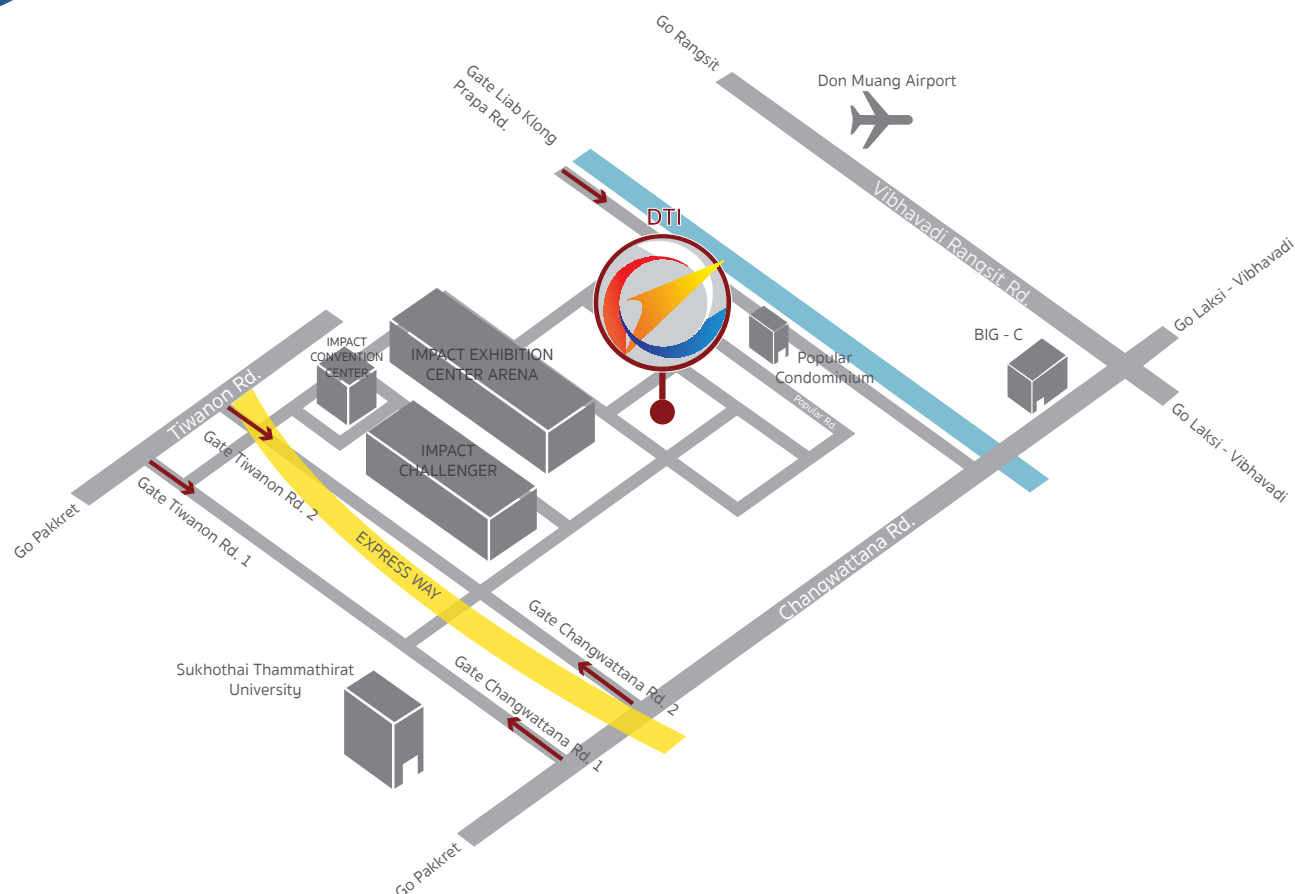 Go Rangsit
Don Muang Airport
Gate Liab Klong
Prapa Rd.
Vibhavadi Rangsit Rd.
DTI
Go Laksi - Vibhavadi
BIG - C
IMPACT
CONVENTION
CENTER
IMPACT EXHIBITION
CENTER ARENA
Popular
Condominium
Tiwanon Rd.
Popular Rd.
Go Laksi - Vibhavadi
IMPACT
CHALLENGER
Gate Tiwanon Rd. 2
Go Pakkret
Gate Tiwanon Rd. 1
EXPRESS WAY
Changwattana Rd.
Gate Changwattana Rd. 2
Sukhothai Thammathirat
University
Gate Changwattana Rd. 1
Go Pakkret